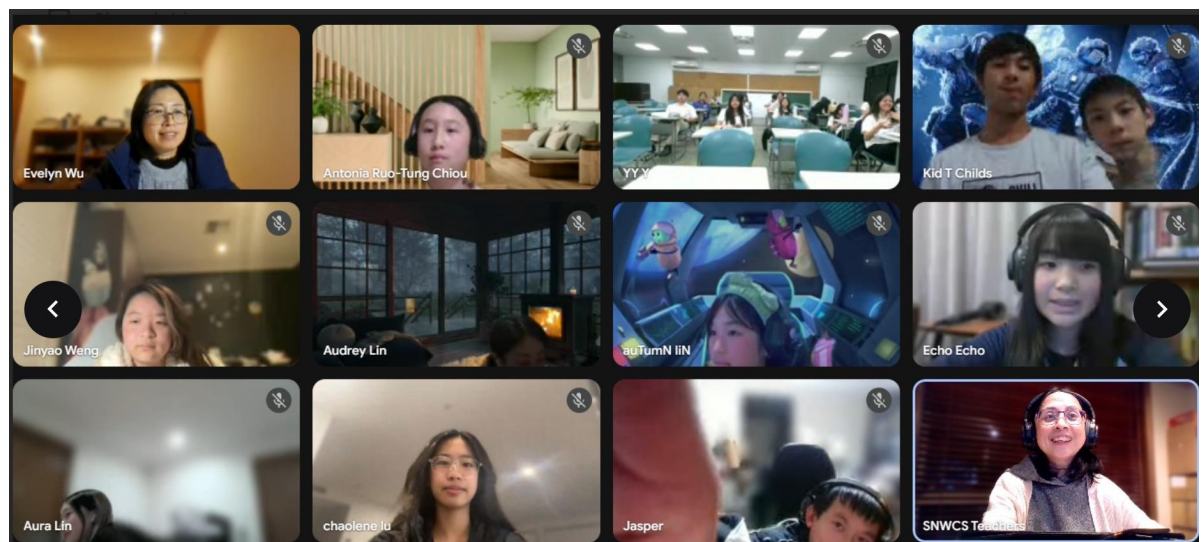 Evelyn Wu
Antonia Ruo-Tung Chiou
YY Y
Kid T Childs
Jinyao Weng
Audrey Lin
auTumN liN
Echo Echo
Aura Lin
chaolene lu
Jasper
SNWCS Teachers